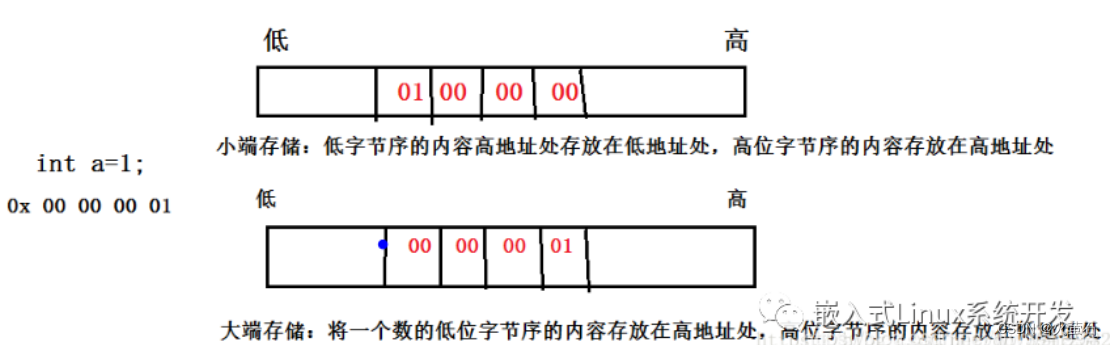 低 高
01 00 00 00
小端存储：低字节序的内容高地址处存放在低地址处，高位字节序的内容存放在高地址处
int a=1;
0x 00 00 00 01
低 高
00 00 00 01
大端存储：将一个数的低位字节序的内容存放在高地址处，高位字节序的内容存放在低地址处
嵌入式Linux系统开发